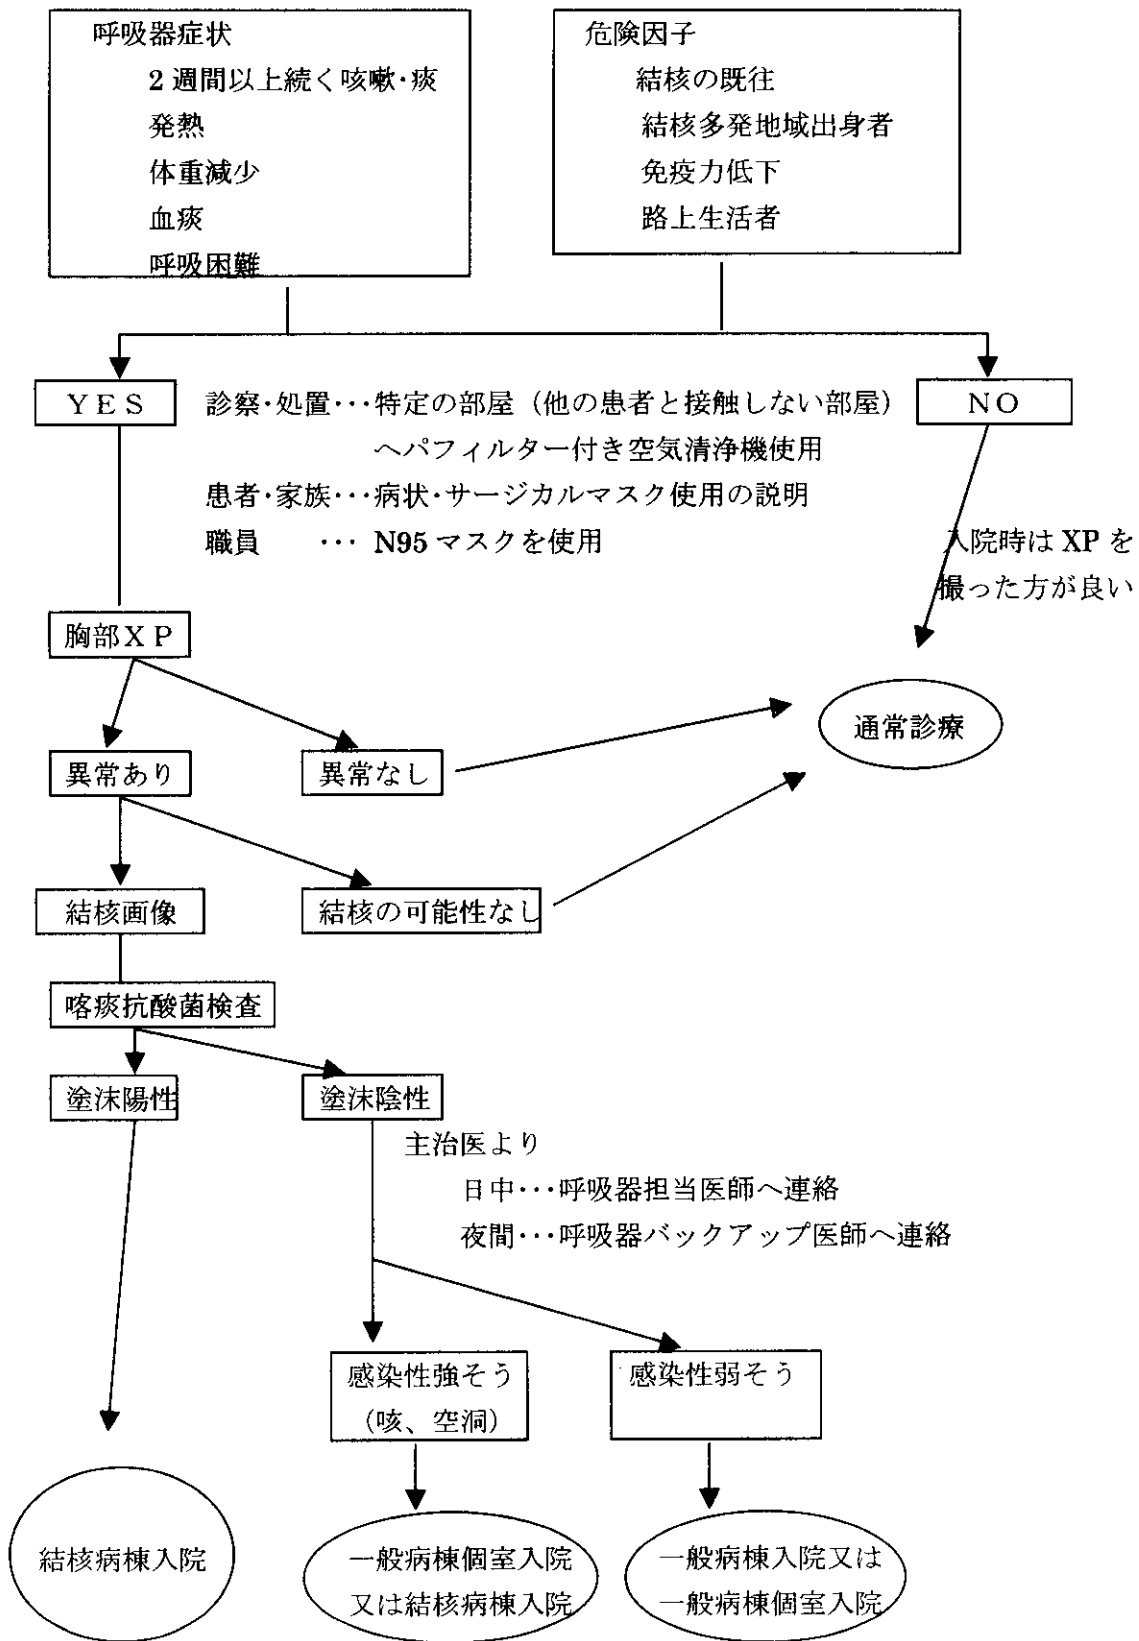 呼吸器症状
2週間以上続く咳嗽・痰
発熱
体重減少
血痰
呼吸困難
危険因子
結核の既往
結核多発地域出身者
免疫力低下
路上生活者
YES
診察・処置・・・特定の部屋（他の患者と接触しない部屋）
ヘパフィルター付き空気清浄機使用
患者・家族・・・病状・サージカルマスク使用の説明
職員　　・・・ N95マスクを使用
NO
入院時はXPを
撮った方が良い
胸部XP
通常診療
異常あり
異常なし
結核画像
結核の可能性なし
喀痰抗酸菌検査
塗沫陽性
塗沫陰性
主治医より
日中・・・呼吸器担当医師へ連絡
夜間・・・呼吸器バックアップ医師へ連絡
感染性強そう
（咳、空洞）
感染性弱そう
結核病棟入院
一般病棟個室入院
又は結核病棟入院
一般病棟入院又は
一般病棟個室入院